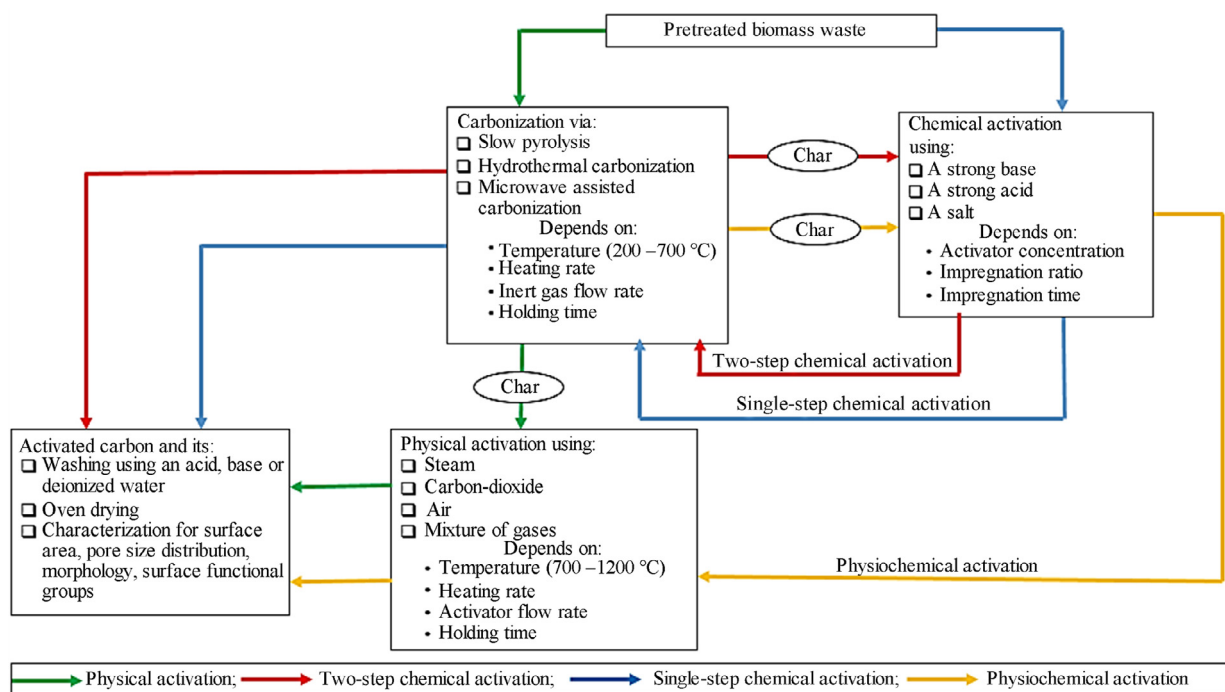 Pretreated biomass waste
Carbonization via:
Slow pyrolysis
Hydrothermal carbonization
Microwave assisted
carbonization
Depends on:
• Temperature (200 –700 °C)
• Heating rate
• Inert gas flow rate
• Holding time
Char
Char
Chemical activation
using:
A strong base
A strong acid
A salt
Depends on:
• Activator concentration
• Impregnation ratio
• Impregnation time
Two-step chemical activation
Single-step chemical activation
Char
Activated carbon and its:
Washing using an acid, base or
deionized water
Oven drying
Characterization for surface
area, pore size distribution,
morphology, surface functional
groups
Physical activation using:
Steam
Carbon-dioxide
Air
Mixture of gases
Depends on:
• Temperature (700 –1200 °C)
• Heating rate
• Activator flow rate
• Holding time
Physiochemical activation
Physical activation; Two-step chemical activation; Single-step chemical activation; Physiochemical activation